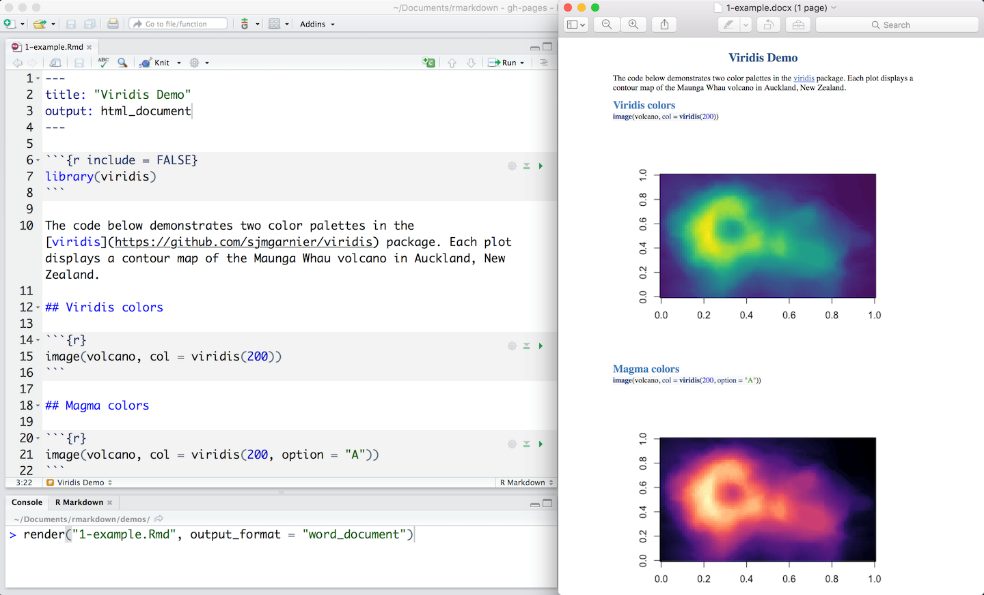 ~/Documents/rmarkdown - gh-pages -
Go to file/function
Addins
1-example.Rmd
ABC
Knit
Run
1 ---
2 title: "Viridis Demo"
3 output: html_document
4 ---
5
6 ```{r include = FALSE}
7 library(viridis)
8 ```
9
10 The code below demonstrates two color palettes in the
[viridis](https://github.com/sjmgarnier/viridis) package. Each plot
displays a contour map of the Maunga Whau volcano in Auckland, New
Zealand.
11
12 ## Viridis colors
13
14 ```{r}
15 image(volcano, col = viridis(200))
16 ```
17
18 ## Magma colors
19
20 ```{r}
21 image(volcano, col = viridis(200, option = "A"))
22 ```
3:22 Viridis Demo R Markdown
Console R Markdown
~/Documents/rmarkdown/demos/
> render("1-example.Rmd", output_format = "word_document")
1-example.docx (1 page)
Search
Viridis Demo
The code below demonstrates two color palettes in the viridis package. Each plot displays a
contour map of the Maunga Whau volcano in Auckland, New Zealand.
Viridis colors
image(volcano, col = viridis(200))
1.0
0.8
0.6
0.4
0.2
0.0
0.0 0.2 0.4 0.6 0.8 1.0
Magma colors
image(volcano, col = viridis(200, option = "A"))
1.0
0.8
0.6
0.4
0.2
0.0
0.0 0.2 0.4 0.6 0.8 1.0